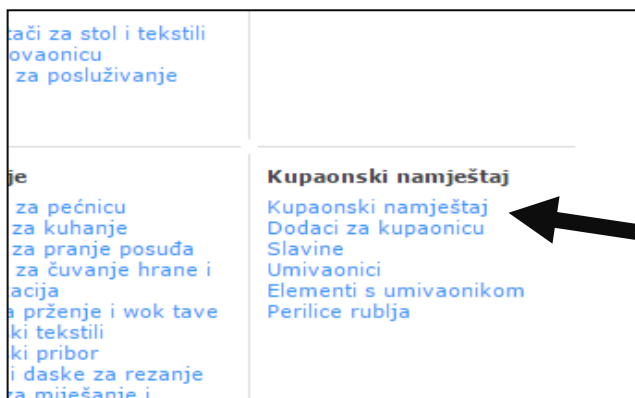 tači za stol i tekstili
ovaonicu
za posluživanje
je
za pećnicu
za kuhanje
za pranje posuđa
za čuvanje hrane i
acija
prženje i wok tave
ki tekstili
ki pribor
i daske za rezanje
za miješanje i
Kupaonski namještaj
Kupaonski namještaj
Dodaci za kupaonicu
Slavine
Umivaonici
Elementi s umivaonikom
Perilice rublja